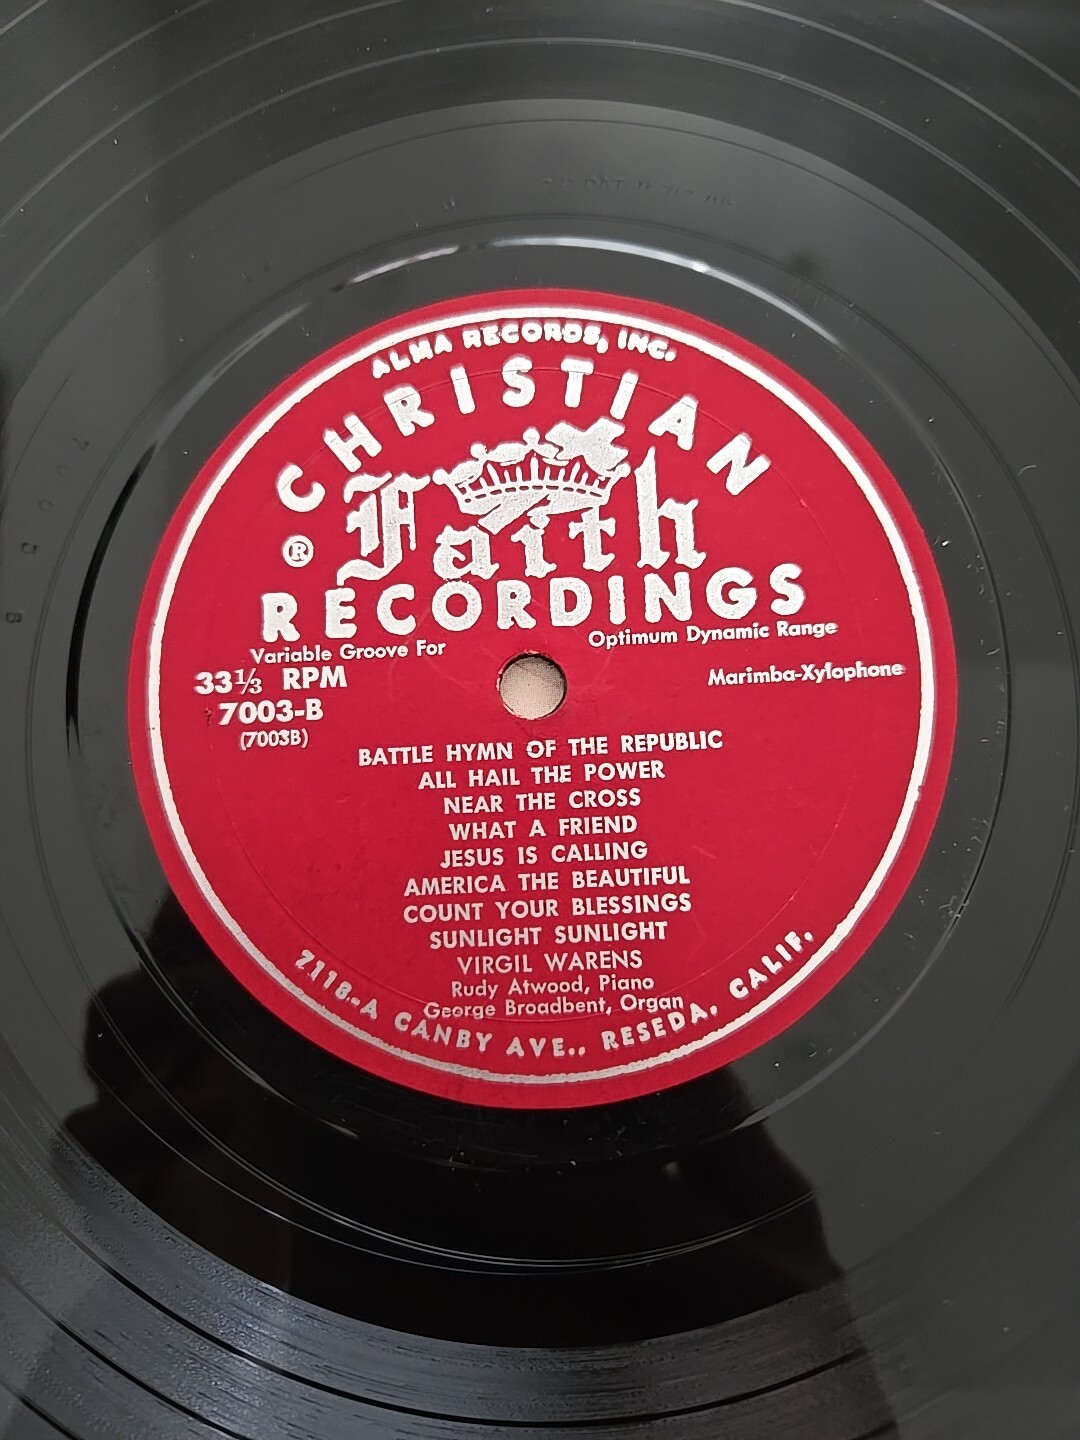 ALMA RECORDS, INC.
CHRISTIAN
Faith
®
RECORDINGS
Variable Groove For Optimum Dynamic Range
33⅓ RPM
Marimba-Xylophone
7003-B
(7003B)
BATTLE HYMN OF THE REPUBLIC
ALL HAIL THE POWER
NEAR THE CROSS
WHAT A FRIEND
JESUS IS CALLING
AMERICA THE BEAUTIFUL
COUNT YOUR BLESSINGS
SUNLIGHT SUNLIGHT
VIRGIL WARENS
Rudy Atwood, Piano
George Broadbent, Organ
7118-A CANBY AVE., RESEDA, CALIF.